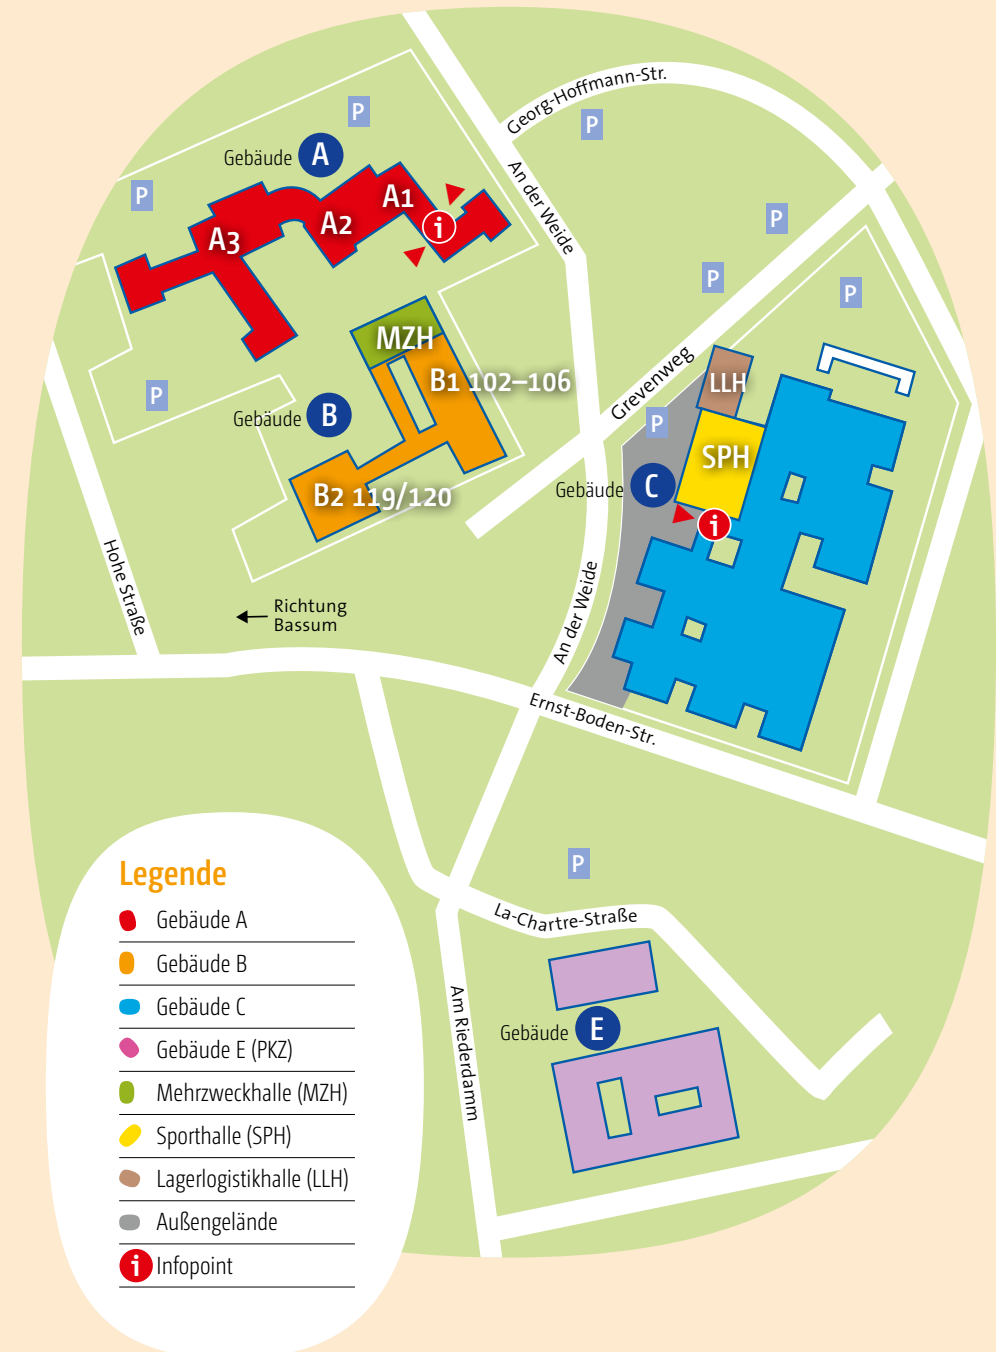 Georg-Hoffmann-Str.
P
P
Gebäude A
An der Weide
P
A1
A2
A3
i
P
P
P
MZH
B1 102–106
LLH
Grevenweg
P
P
Gebäude B
SPH
Gebäude C
B2 119/120
i
Hohe Straße
An der Weide
Richtung
Bassum
Ernst-Boden-Str.
P
La-Chartre-Straße
Am Riederdamm
Gebäude E
Legende
Gebäude A
Gebäude B
Gebäude C
Gebäude E (PKZ)
Mehrzweckhalle (MZH)
Sporthalle (SPH)
Lagerlogistikhalle (LLH)
Außengelände
i Infopoint